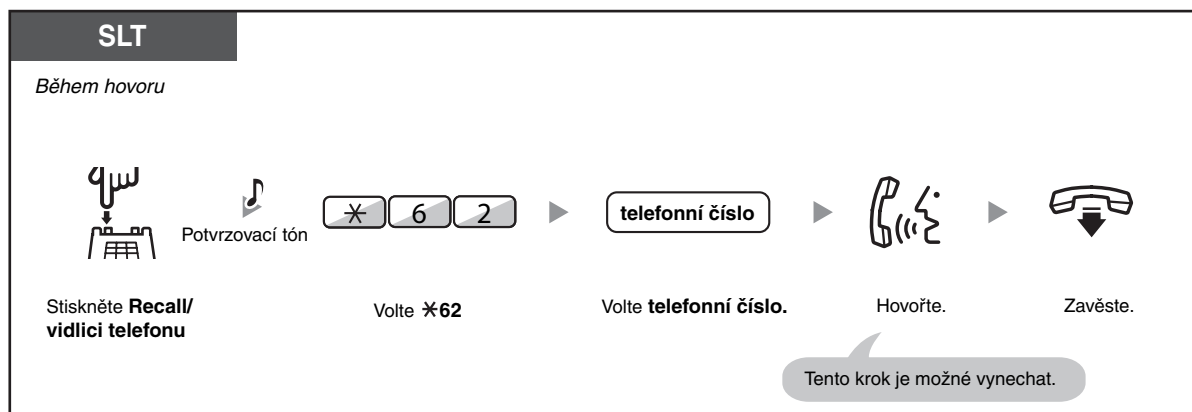 SLT
Během hovoru
Potvrzovací tón
* 6 2
telefonní číslo
Stiskněte Recall/
vidlici telefonu
Volte *62
Volte telefonní číslo.
Hovořte.
Zavěste.
Tento krok je možné vynechat.